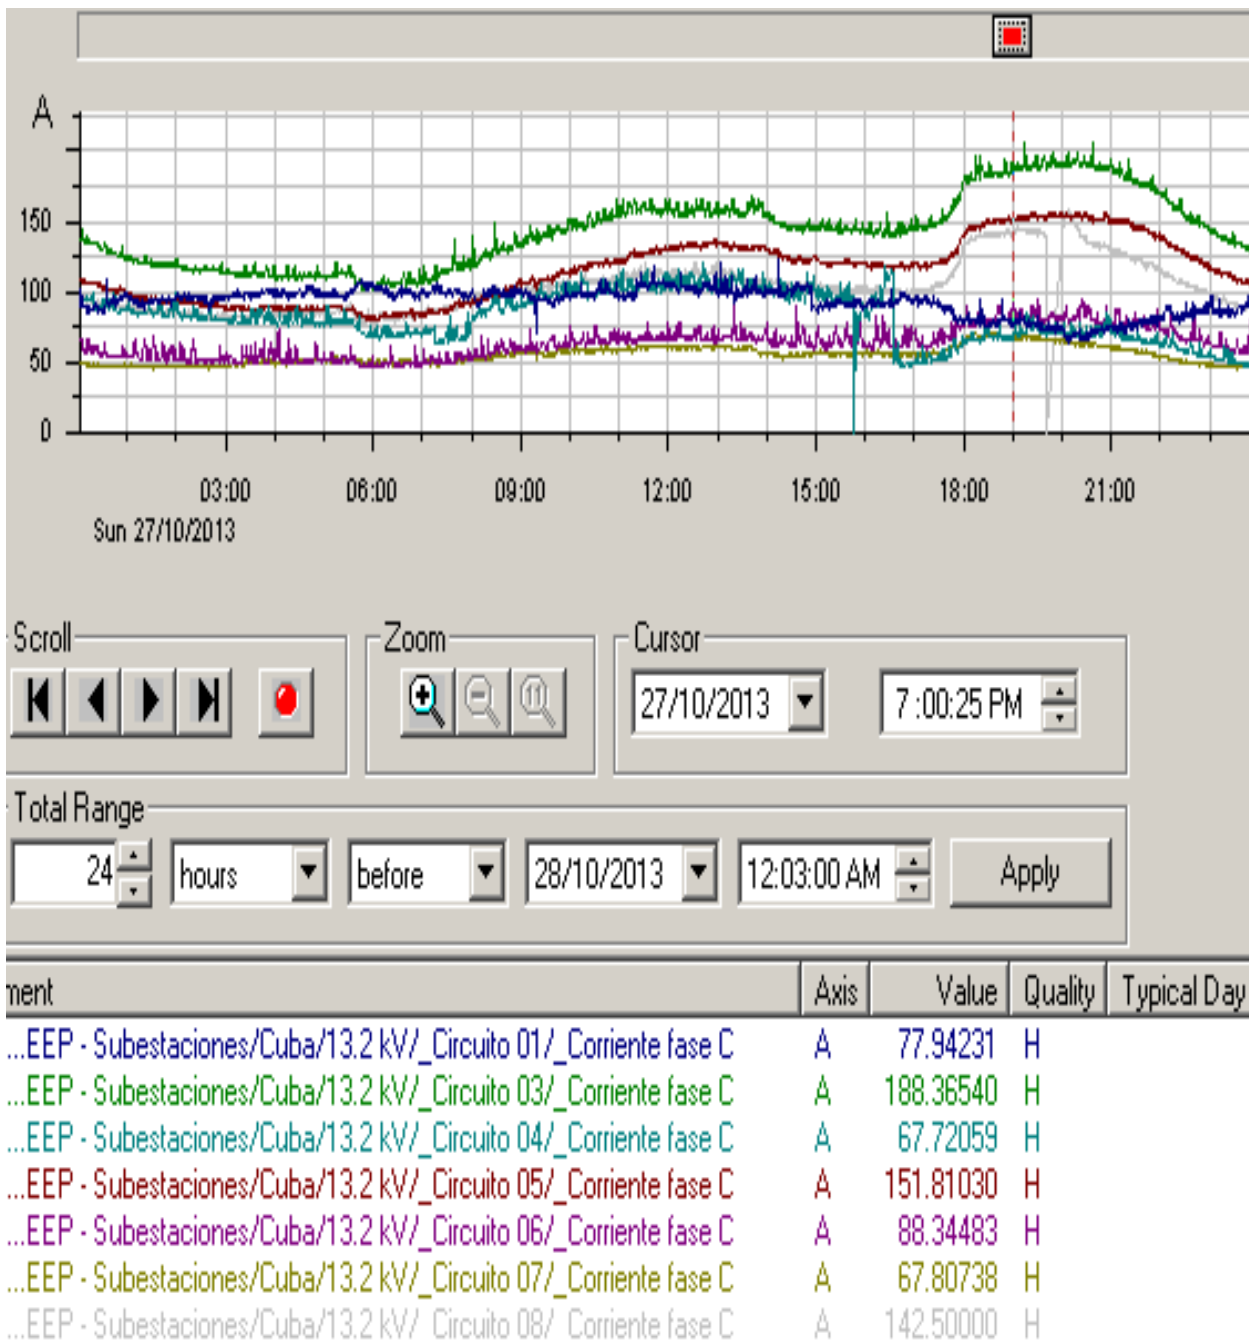 A
150
100
50
0
03:00 06:00 09:00 12:00 15:00 18:00 21:00
Sun 27/10/2013
Scroll Zoom Cursor
27/10/2013 7:00:25 PM
Total Range
24 hours before 28/10/2013 12:03:00 AM Apply
ment Axis Value Quality Typical Day
...EEP - Subestaciones/Cuba/13.2 kV/_Circuito 01/_Corriente fase C A 77.94231 H
...EEP - Subestaciones/Cuba/13.2 kV/_Circuito 03/_Corriente fase C A 188.36540 H
...EEP - Subestaciones/Cuba/13.2 kV/_Circuito 04/_Corriente fase C A 67.72059 H
...EEP - Subestaciones/Cuba/13.2 kV/_Circuito 05/_Corriente fase C A 151.81030 H
...EEP - Subestaciones/Cuba/13.2 kV/_Circuito 06/_Corriente fase C A 88.34483 H
...EEP - Subestaciones/Cuba/13.2 kV/_Circuito 07/_Corriente fase C A 67.80738 H
...EEP - Subestaciones/Cuba/13.2 kV/_Circuito 08/_Corriente fase C A 142.50000 H